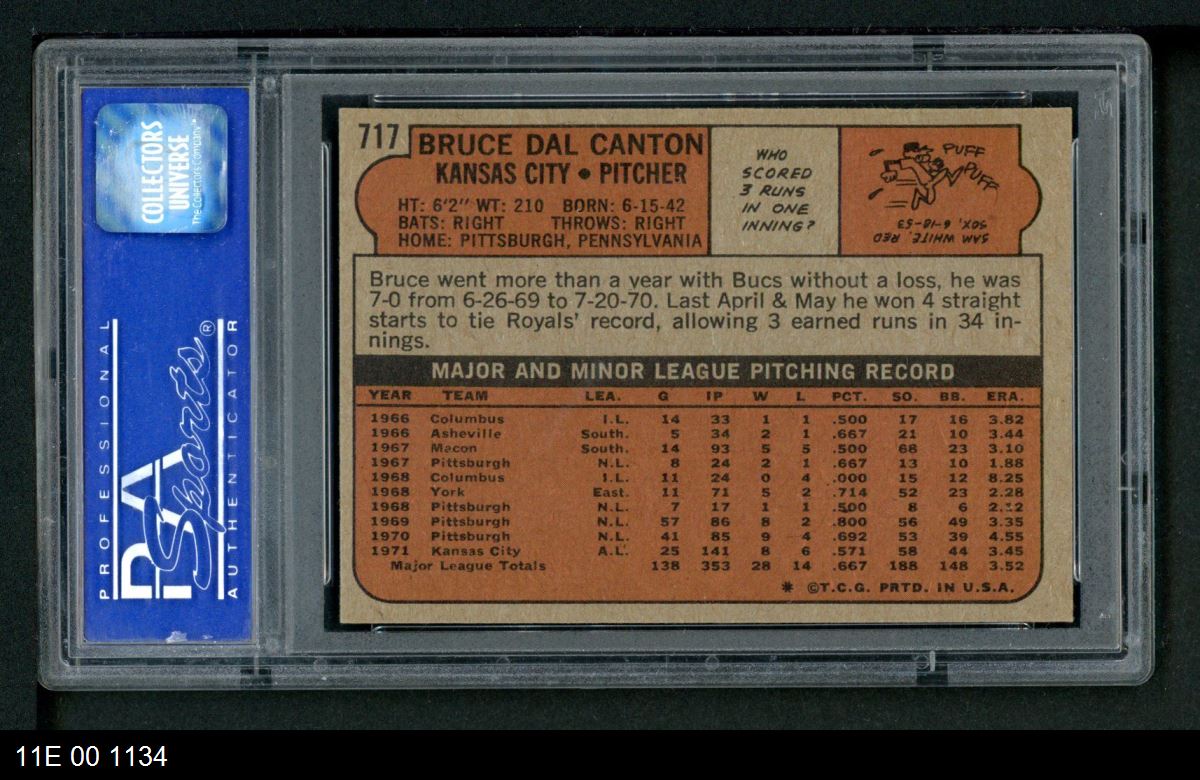 COLLECTORS
UNIVERSE
The Collectors Company™
PROFESSIONAL
PSA
Sports®
AUTHENTICATOR
717
BRUCE DAL CANTON
KANSAS CITY • PITCHER
HT: 6'2" WT: 210 BORN: 6-15-42
BATS: RIGHT THROWS: RIGHT
HOME: PITTSBURGH, PENNSYLVANIA
WHO
SCORED
3 RUNS
IN ONE
INNING?
PUFF
PUFF
SAM WHITE, RED
SOX, 6-18-53
Bruce went more than a year with Bucs without a loss, he was
7-0 from 6-26-69 to 7-20-70. Last April & May he won 4 straight
starts to tie Royals' record, allowing 3 earned runs in 34 in-
nings.
MAJOR AND MINOR LEAGUE PITCHING RECORD
YEAR TEAM LEA. G IP W L PCT. SO. BB. ERA.
1966 Columbus I.L. 14 33 1 1 .500 17 16 3.82
1966 Asheville South. 5 34 2 1 .667 21 10 3.44
1967 Macon South. 14 93 5 5 .500 68 23 3.10
1967 Pittsburgh N.L. 8 24 2 1 .667 13 10 1.88
1968 Columbus I.L. 11 24 0 4 .000 15 12 8.25
1968 York East. 11 71 5 2 .714 52 23 2.28
1968 Pittsburgh N.L. 7 17 1 1 .500 8 6 2.12
1969 Pittsburgh N.L. 57 86 8 2 .800 56 49 3.35
1970 Pittsburgh N.L. 41 85 9 4 .692 53 39 4.55
1971 Kansas City A.L. 25 141 8 6 .571 58 44 3.45
Major League Totals 138 353 28 14 .667 188 148 3.52
* ©T.C.G. PRTD. IN U.S.A.
11E 00 1134